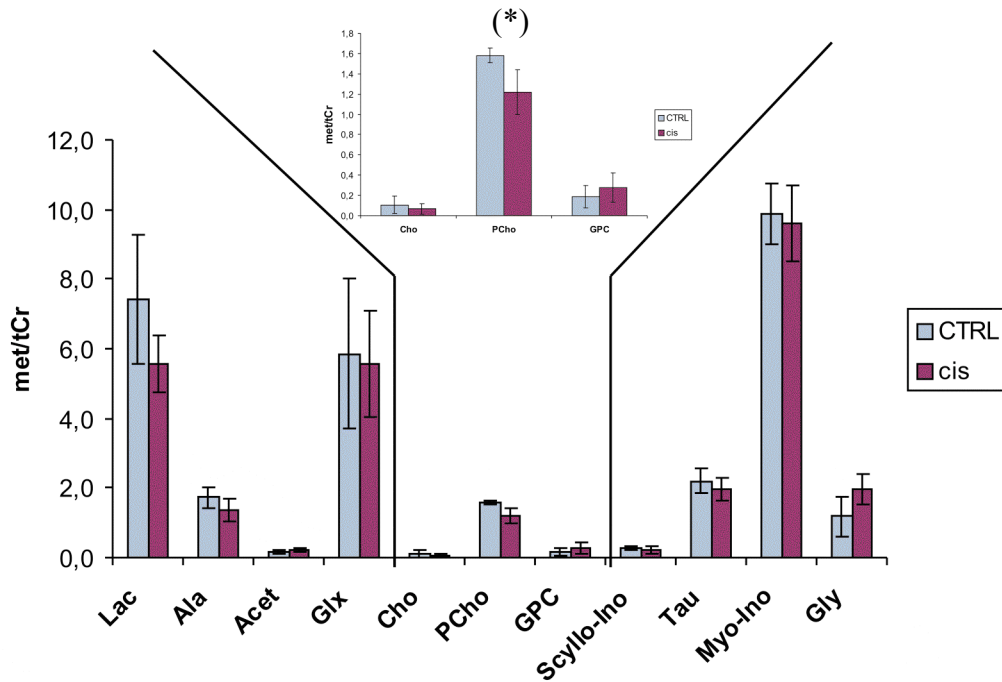 (*)
1,8
1,6
1,4
1,2
1,0
0,8
0,6
0,4
0,2
0,0
met/tCr
Cho PCho GPC
CTRL
cis
12,0
10,0
8,0
6,0
4,0
2,0
0,0
met/tCr
Lac Ala Acet Glx Cho PCho GPC Scyllo-Ino Tau Myo-Ino Gly
CTRL
cis